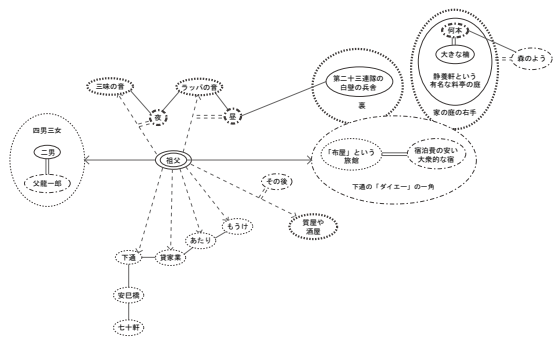 何本
大きな楠
森のよう
静養軒という
有名な料亭の庭
家の庭の右手
三味の音
ラッパの音
第二十三連隊の
白壁の兵舎
裏
夜
昼
四男三女
二男
父龍一郎
祖父
「布屋」という
旅館
宿泊費の安い
大衆的な宿
下通の「ダイエー」の一角
その後
質屋や
酒屋
もうけ
あたり
貸家業
下通
安巳橋
七十軒